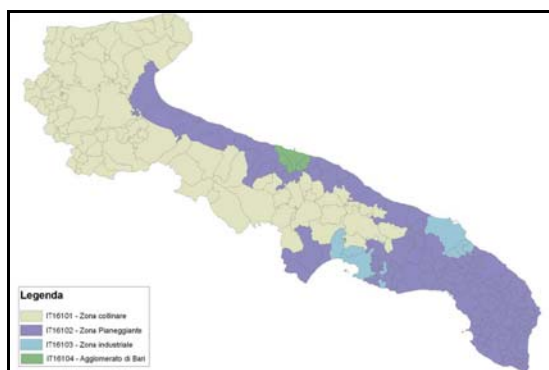 Legenda
IT16101 - Zona collinare
IT16102 - Zona Pianeggiante
IT16103 - Zona industriale
IT16104 - Agglomerato di Bari